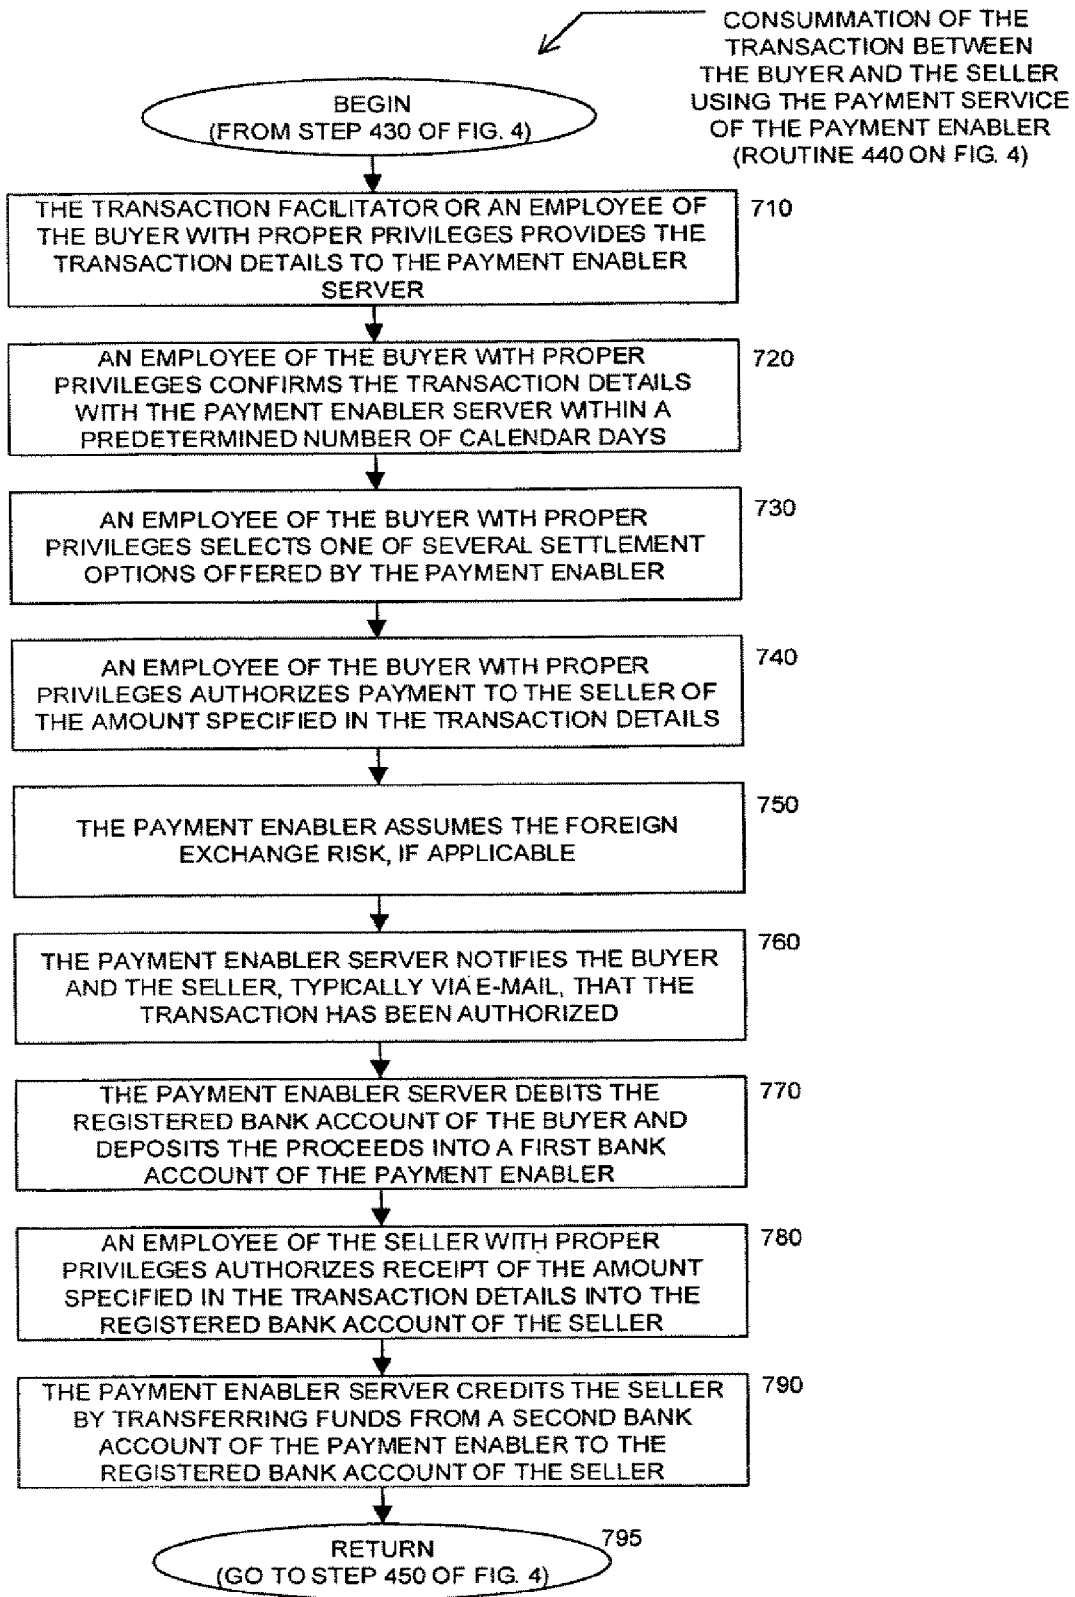 CONSUMMATION OF THE
TRANSACTION BETWEEN
THE BUYER AND THE SELLER
USING THE PAYMENT SERVICE
OF THE PAYMENT ENABLER
(ROUTINE 440 ON FIG. 4)
BEGIN
(FROM STEP 430 OF FIG. 4)
710
THE TRANSACTION FACILITATOR OR AN EMPLOYEE OF
THE BUYER WITH PROPER PRIVILEGES PROVIDES THE
TRANSACTION DETAILS TO THE PAYMENT ENABLER
SERVER
720
AN EMPLOYEE OF THE BUYER WITH PROPER
PRIVILEGES CONFIRMS THE TRANSACTION DETAILS
WITH THE PAYMENT ENABLER SERVER WITHIN A
PREDETERMINED NUMBER OF CALENDAR DAYS
730
AN EMPLOYEE OF THE BUYER WITH PROPER
PRIVILEGES SELECTS ONE OF SEVERAL SETTLEMENT
OPTIONS OFFERED BY THE PAYMENT ENABLER
740
AN EMPLOYEE OF THE BUYER WITH PROPER
PRIVILEGES AUTHORIZES PAYMENT TO THE SELLER OF
THE AMOUNT SPECIFIED IN THE TRANSACTION DETAILS
750
THE PAYMENT ENABLER ASSUMES THE FOREIGN
EXCHANGE RISK, IF APPLICABLE
760
THE PAYMENT ENABLER SERVER NOTIFIES THE BUYER
AND THE SELLER, TYPICALLY VIA E-MAIL, THAT THE
TRANSACTION HAS BEEN AUTHORIZED
770
THE PAYMENT ENABLER SERVER DEBITS THE
REGISTERED BANK ACCOUNT OF THE BUYER AND
DEPOSITS THE PROCEEDS INTO A FIRST BANK
ACCOUNT OF THE PAYMENT ENABLER
780
AN EMPLOYEE OF THE SELLER WITH PROPER
PRIVILEGES AUTHORIZES RECEIPT OF THE AMOUNT
SPECIFIED IN THE TRANSACTION DETAILS INTO THE
REGISTERED BANK ACCOUNT OF THE SELLER
790
THE PAYMENT ENABLER SERVER CREDITS THE SELLER
BY TRANSFERRING FUNDS FROM A SECOND BANK
ACCOUNT OF THE PAYMENT ENABLER TO THE
REGISTERED BANK ACCOUNT OF THE SELLER
795
RETURN
(GO TO STEP 450 OF FIG. 4)